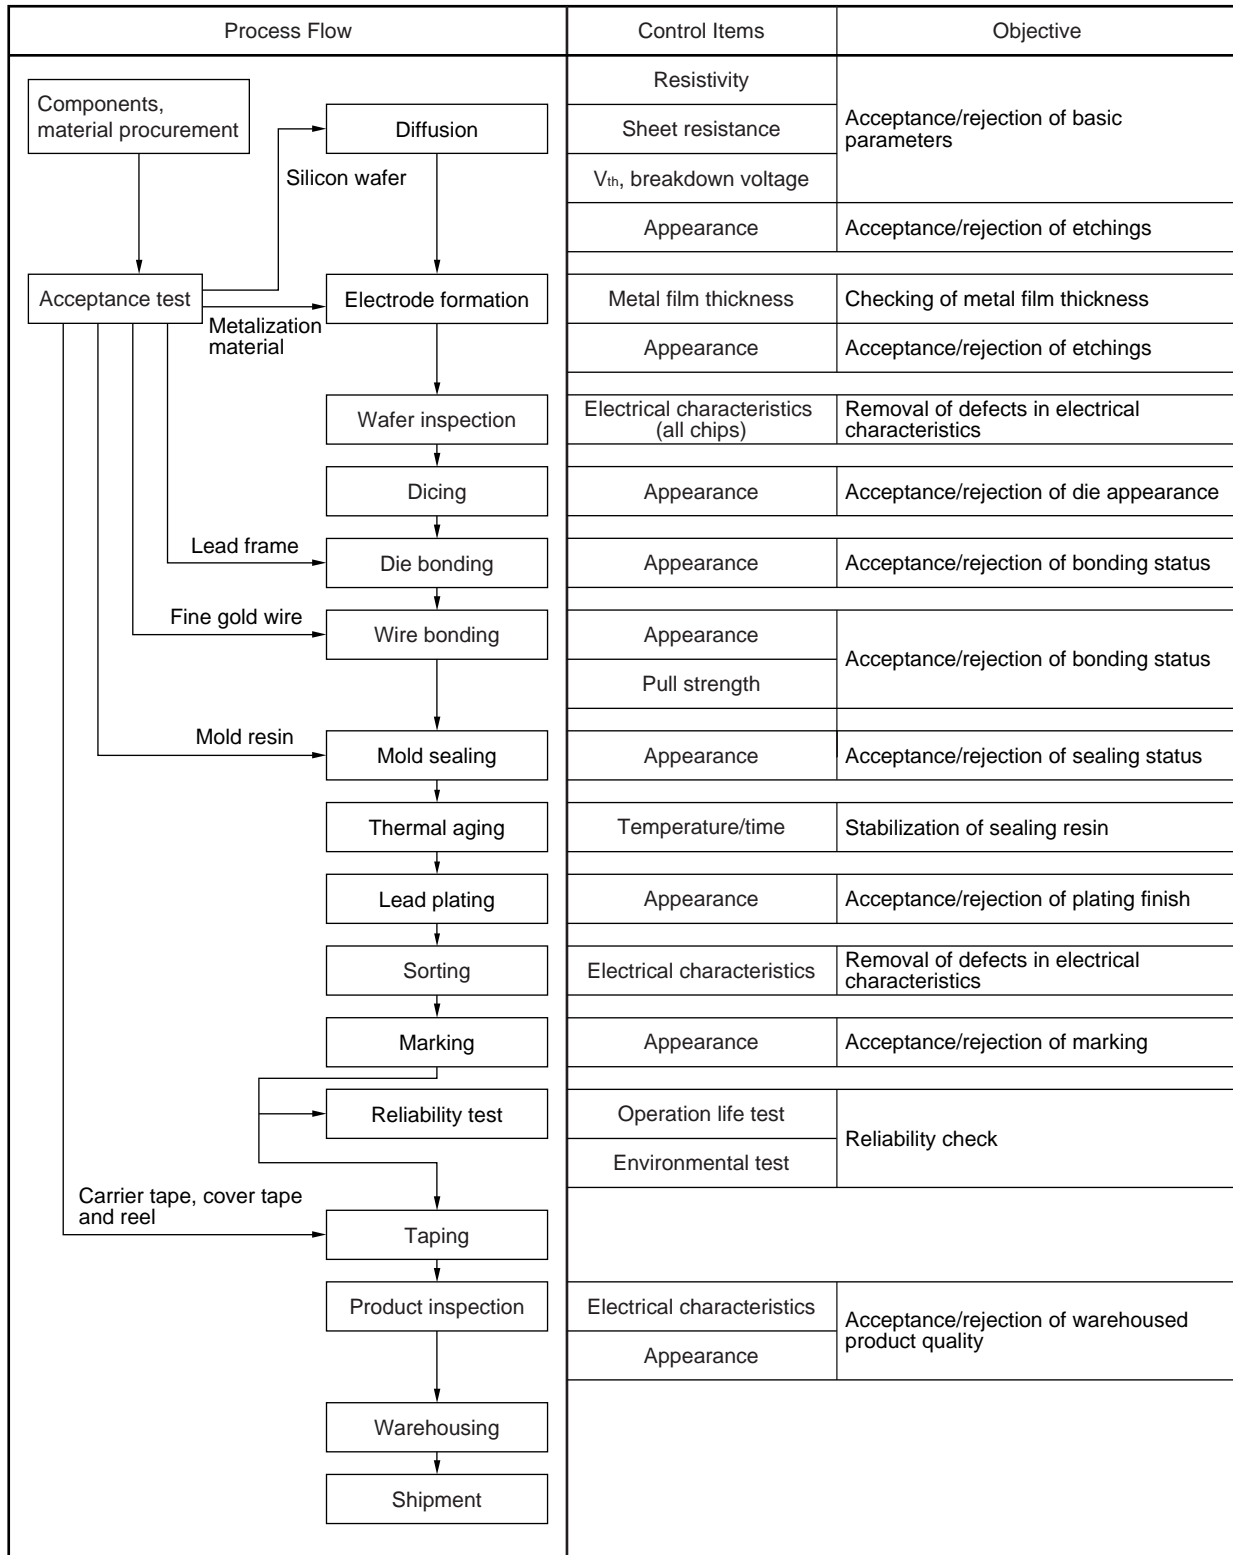 Process Flow
Control Items
Objective
Components,
material procurement
Diffusion
Silicon wafer
Resistivity
Sheet resistance
Vth, breakdown voltage
Acceptance/rejection of basic
parameters
Appearance
Acceptance/rejection of etchings
Acceptance test
Electrode formation
Metalization
material
Metal film thickness
Checking of metal film thickness
Appearance
Acceptance/rejection of etchings
Wafer inspection
Electrical characteristics
(all chips)
Removal of defects in electrical
characteristics
Dicing
Appearance
Acceptance/rejection of die appearance
Lead frame
Die bonding
Appearance
Acceptance/rejection of bonding status
Fine gold wire
Wire bonding
Appearance
Pull strength
Acceptance/rejection of bonding status
Mold resin
Mold sealing
Appearance
Acceptance/rejection of sealing status
Thermal aging
Temperature/time
Stabilization of sealing resin
Lead plating
Appearance
Acceptance/rejection of plating finish
Sorting
Electrical characteristics
Removal of defects in electrical
characteristics
Marking
Appearance
Acceptance/rejection of marking
Reliability test
Operation life test
Environmental test
Reliability check
Carrier tape, cover tape
and reel
Taping
Product inspection
Electrical characteristics
Appearance
Acceptance/rejection of warehoused
product quality
Warehousing
Shipment